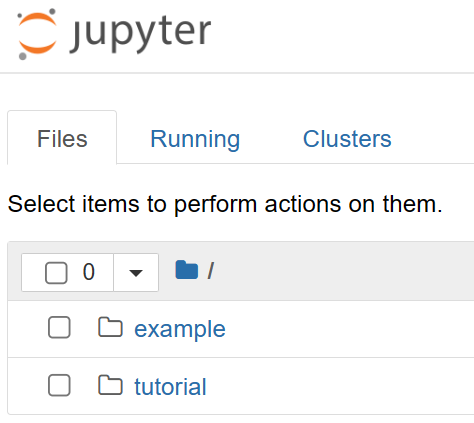 jupyter
Files Running Clusters
Select items to perform actions on them.
0 /
example
tutorial